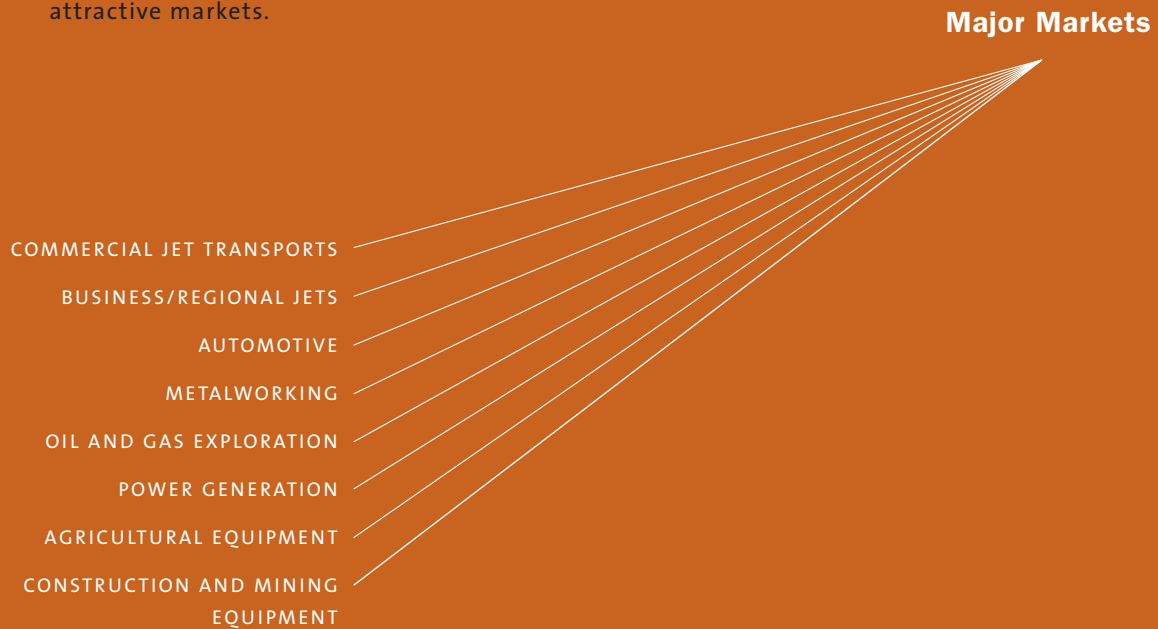 attractive markets.
Major Markets
COMMERCIAL JET TRANSPORTS
BUSINESS/REGIONAL JETS
AUTOMOTIVE
METALWORKING
OIL AND GAS EXPLORATION
POWER GENERATION
AGRICULTURAL EQUIPMENT
CONSTRUCTION AND MINING
EQUIPMENT